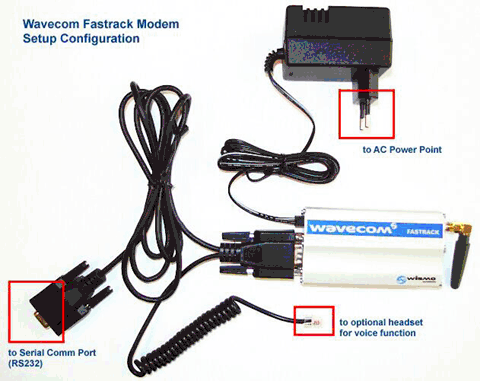 Wavecom Fastrack Modem
Setup Configuration
to AC Power Point
wavecom
FASTRACK
wismo
to optional headset
for voice function
to Serial Comm Port
(RS232)